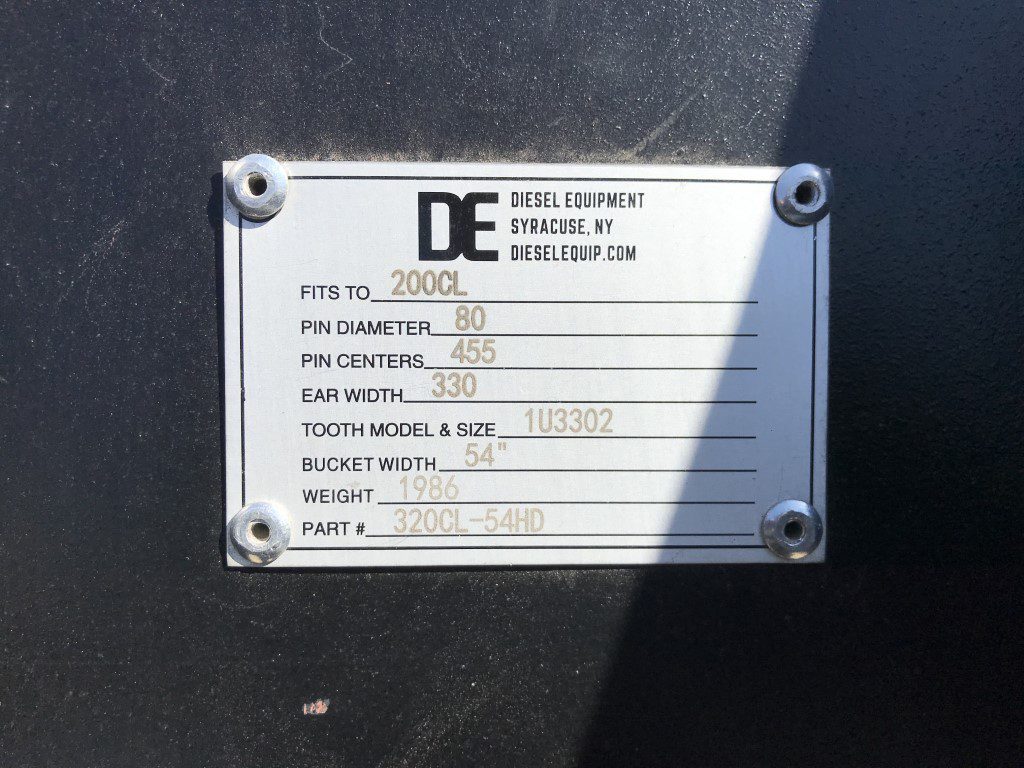 DE
DIESEL EQUIPMENT
SYRACUSE, NY
DIESELEQUIP.COM
FITS TO 200CL
PIN DIAMETER 80
PIN CENTERS 455
EAR WIDTH 330
TOOTH MODEL & SIZE 1U3302
BUCKET WIDTH 54"
WEIGHT 1986
PART # 320CL-54HD